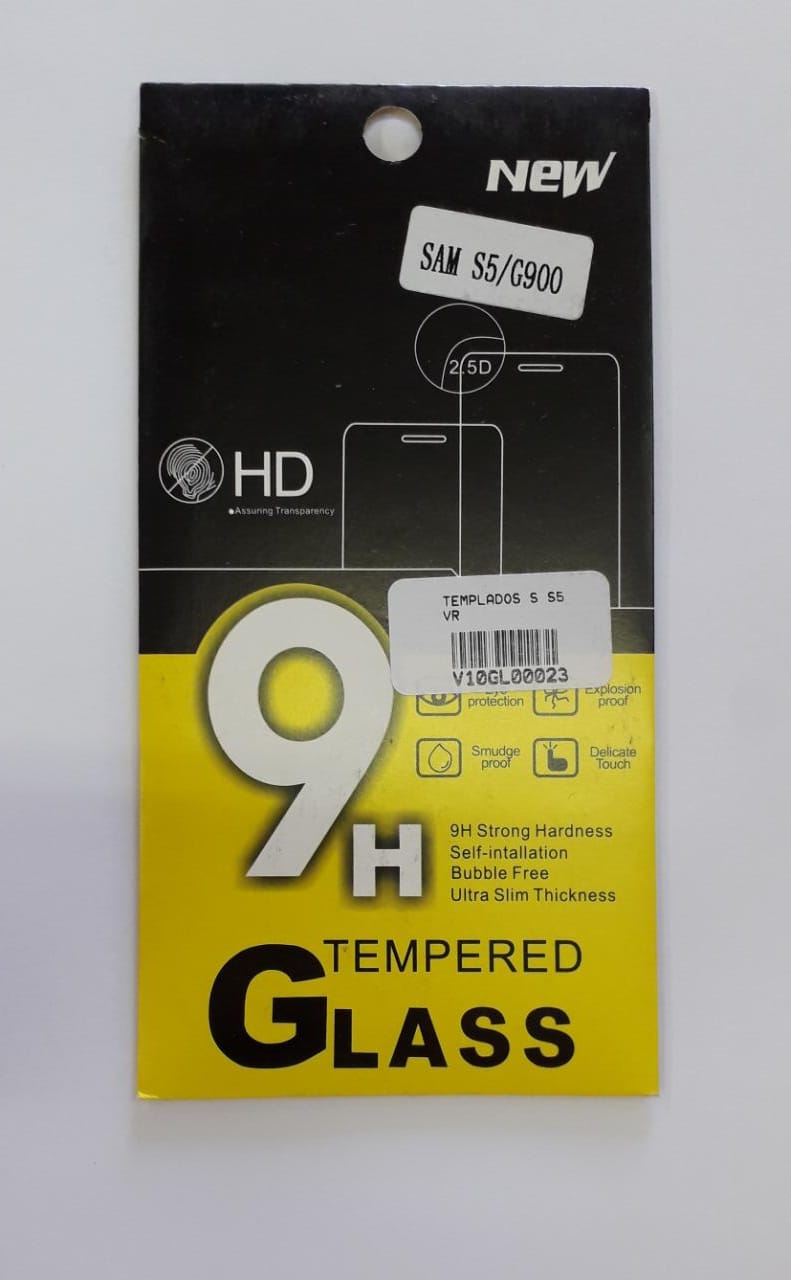 NEW
SAM S5/G900
2.5D
HD
Assuring Transparency
TEMPLADOS S S5
VR
V10GL00023
Eye protection
Explosion proof
Smudge proof
Delicate Touch
9H
9H Strong Hardness
Self-intallation
Bubble Free
Ultra Slim Thickness
TEMPERED
GLASS